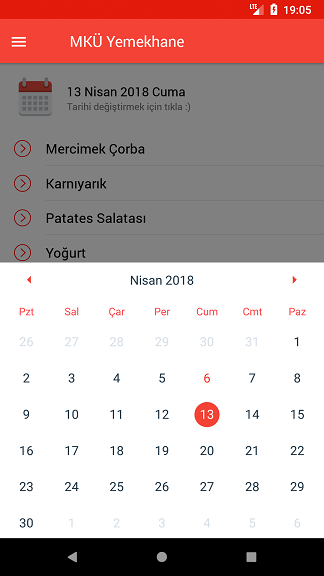 LTE 19:05
MKÜ Yemekhane
13 Nisan 2018 Cuma
Tarihi değiştirmek için tıkla :)
Mercimek Çorba
Karnıyarık
Patates Salatası
Yoğurt
Nisan 2018
Pzt Sal Çar Per Cum Cmt Paz
26 27 28 29 30 31 1
2 3 4 5 6 7 8
9 10 11 12 13 14 15
16 17 18 19 20 21 22
23 24 25 26 27 28 29
30 1 2 3 4 5 6